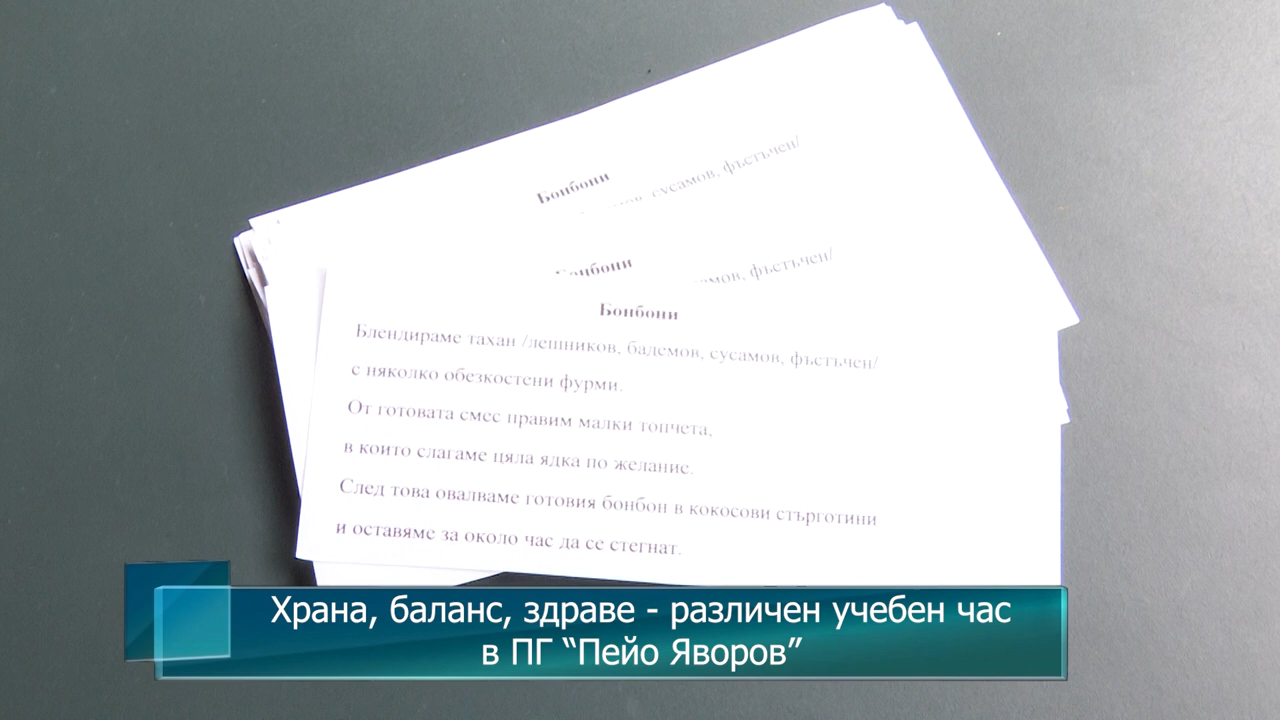 Бонбони
сусамов, фъстъчен/
Бонбони
фъстъчен/
Бонбони
Блендираме тахан /лешников, бадемов, сусамов, фъстъчен/
с няколко обезкостени фурми.
От готовата смес правим малки топчета,
в които слагаме цяла ядка по желание.
След това овалваме готовия бонбон в кокосови стърготини
и оставяме за около час да се стегнат.
Храна, баланс, здраве - различен учебен час
в ПГ “Пейо Яворов”